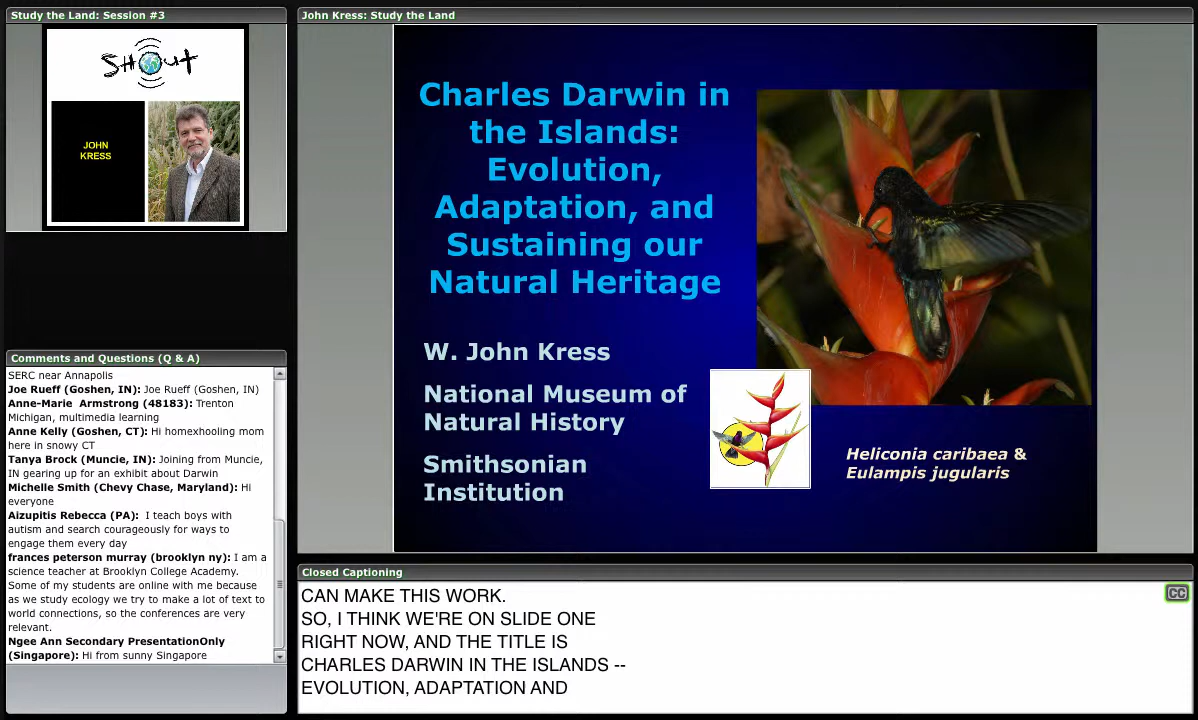 Study the Land: Session #3
SHOut
JOHN
KRESS
Comments and Questions (Q & A)
SERC near Annapolis
Joe Rueff (Goshen, IN): Joe Rueff (Goshen, IN)
Anne-Marie  Armstrong (48183): Trenton
Michigan, multimedia learning
Anne Kelly (Goshen, CT): Hi homexhooling mom
here in snowy CT
Tanya Brock (Muncie, IN): Joining from Muncie,
IN gearing up for an exhibit about Darwin
Michelle Smith (Chevy Chase, Maryland): Hi
everyone
Aizupitis Rebecca (PA):  I teach boys with
autism and search courageously for ways to
engage them every day
frances peterson murray (brooklyn ny): I am a
science teacher at Brooklyn College Academy.
Some of my students are online with me because
as we study ecology we try to make a lot of text to
world connections, so the conferences are very
relevant.
Ngee Ann Secondary PresentationOnly
(Singapore): Hi from sunny Singapore
John Kress: Study the Land
Charles Darwin in
the Islands:
Evolution,
Adaptation, and
Sustaining our
Natural Heritage
W. John Kress
National Museum of
Natural History
Smithsonian
Institution
Heliconia caribaea &
Eulampis jugularis
Closed Captioning
CC
CAN MAKE THIS WORK.
SO, I THINK WE'RE ON SLIDE ONE
RIGHT NOW, AND THE TITLE IS
CHARLES DARWIN IN THE ISLANDS --
EVOLUTION, ADAPTATION AND